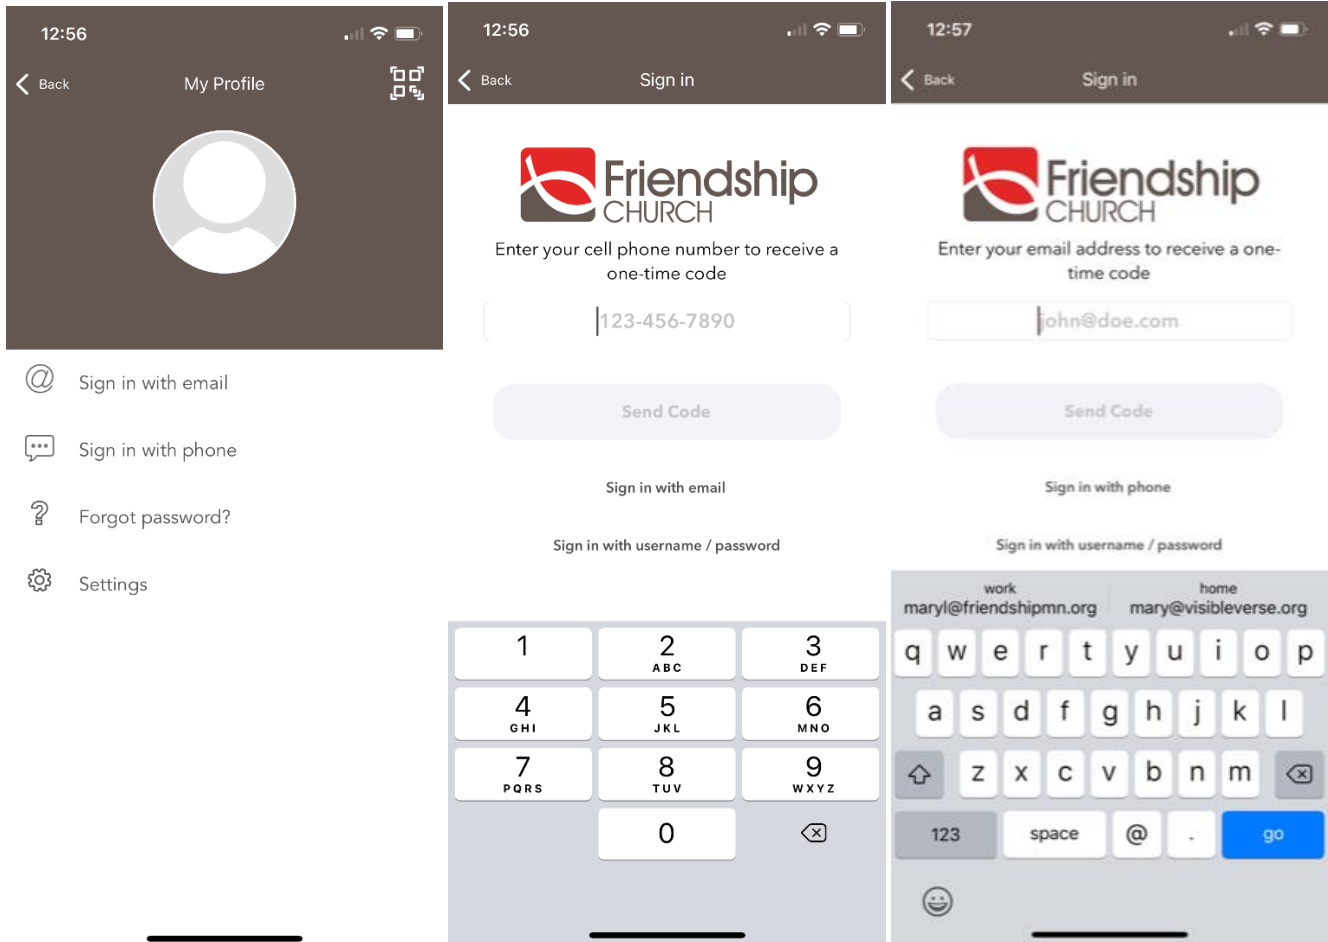 12:56
Back
My Profile
@
Sign in with email
Sign in with phone
?
Forgot password?
Settings
12:56
Back
Sign in
Friendship
CHURCH
Enter your cell phone number to receive a
one-time code
123-456-7890
Send Code
Sign in with email
Sign in with username / password
1
2
ABC
3
DEF
4
GHI
5
JKL
6
MNO
7
PQRS
8
TUV
9
WXYZ
0
12:57
Back
Sign in
Friendship
CHURCH
Enter your email address to receive a one-
time code
john@doe.com
Send Code
Sign in with phone
Sign in with username / password
work
maryl@friendshipmn.org
home
mary@visibleverse.org
q w e r t y u i o p
a s d f g h j k l
z x c v b n m
123 space @ . go